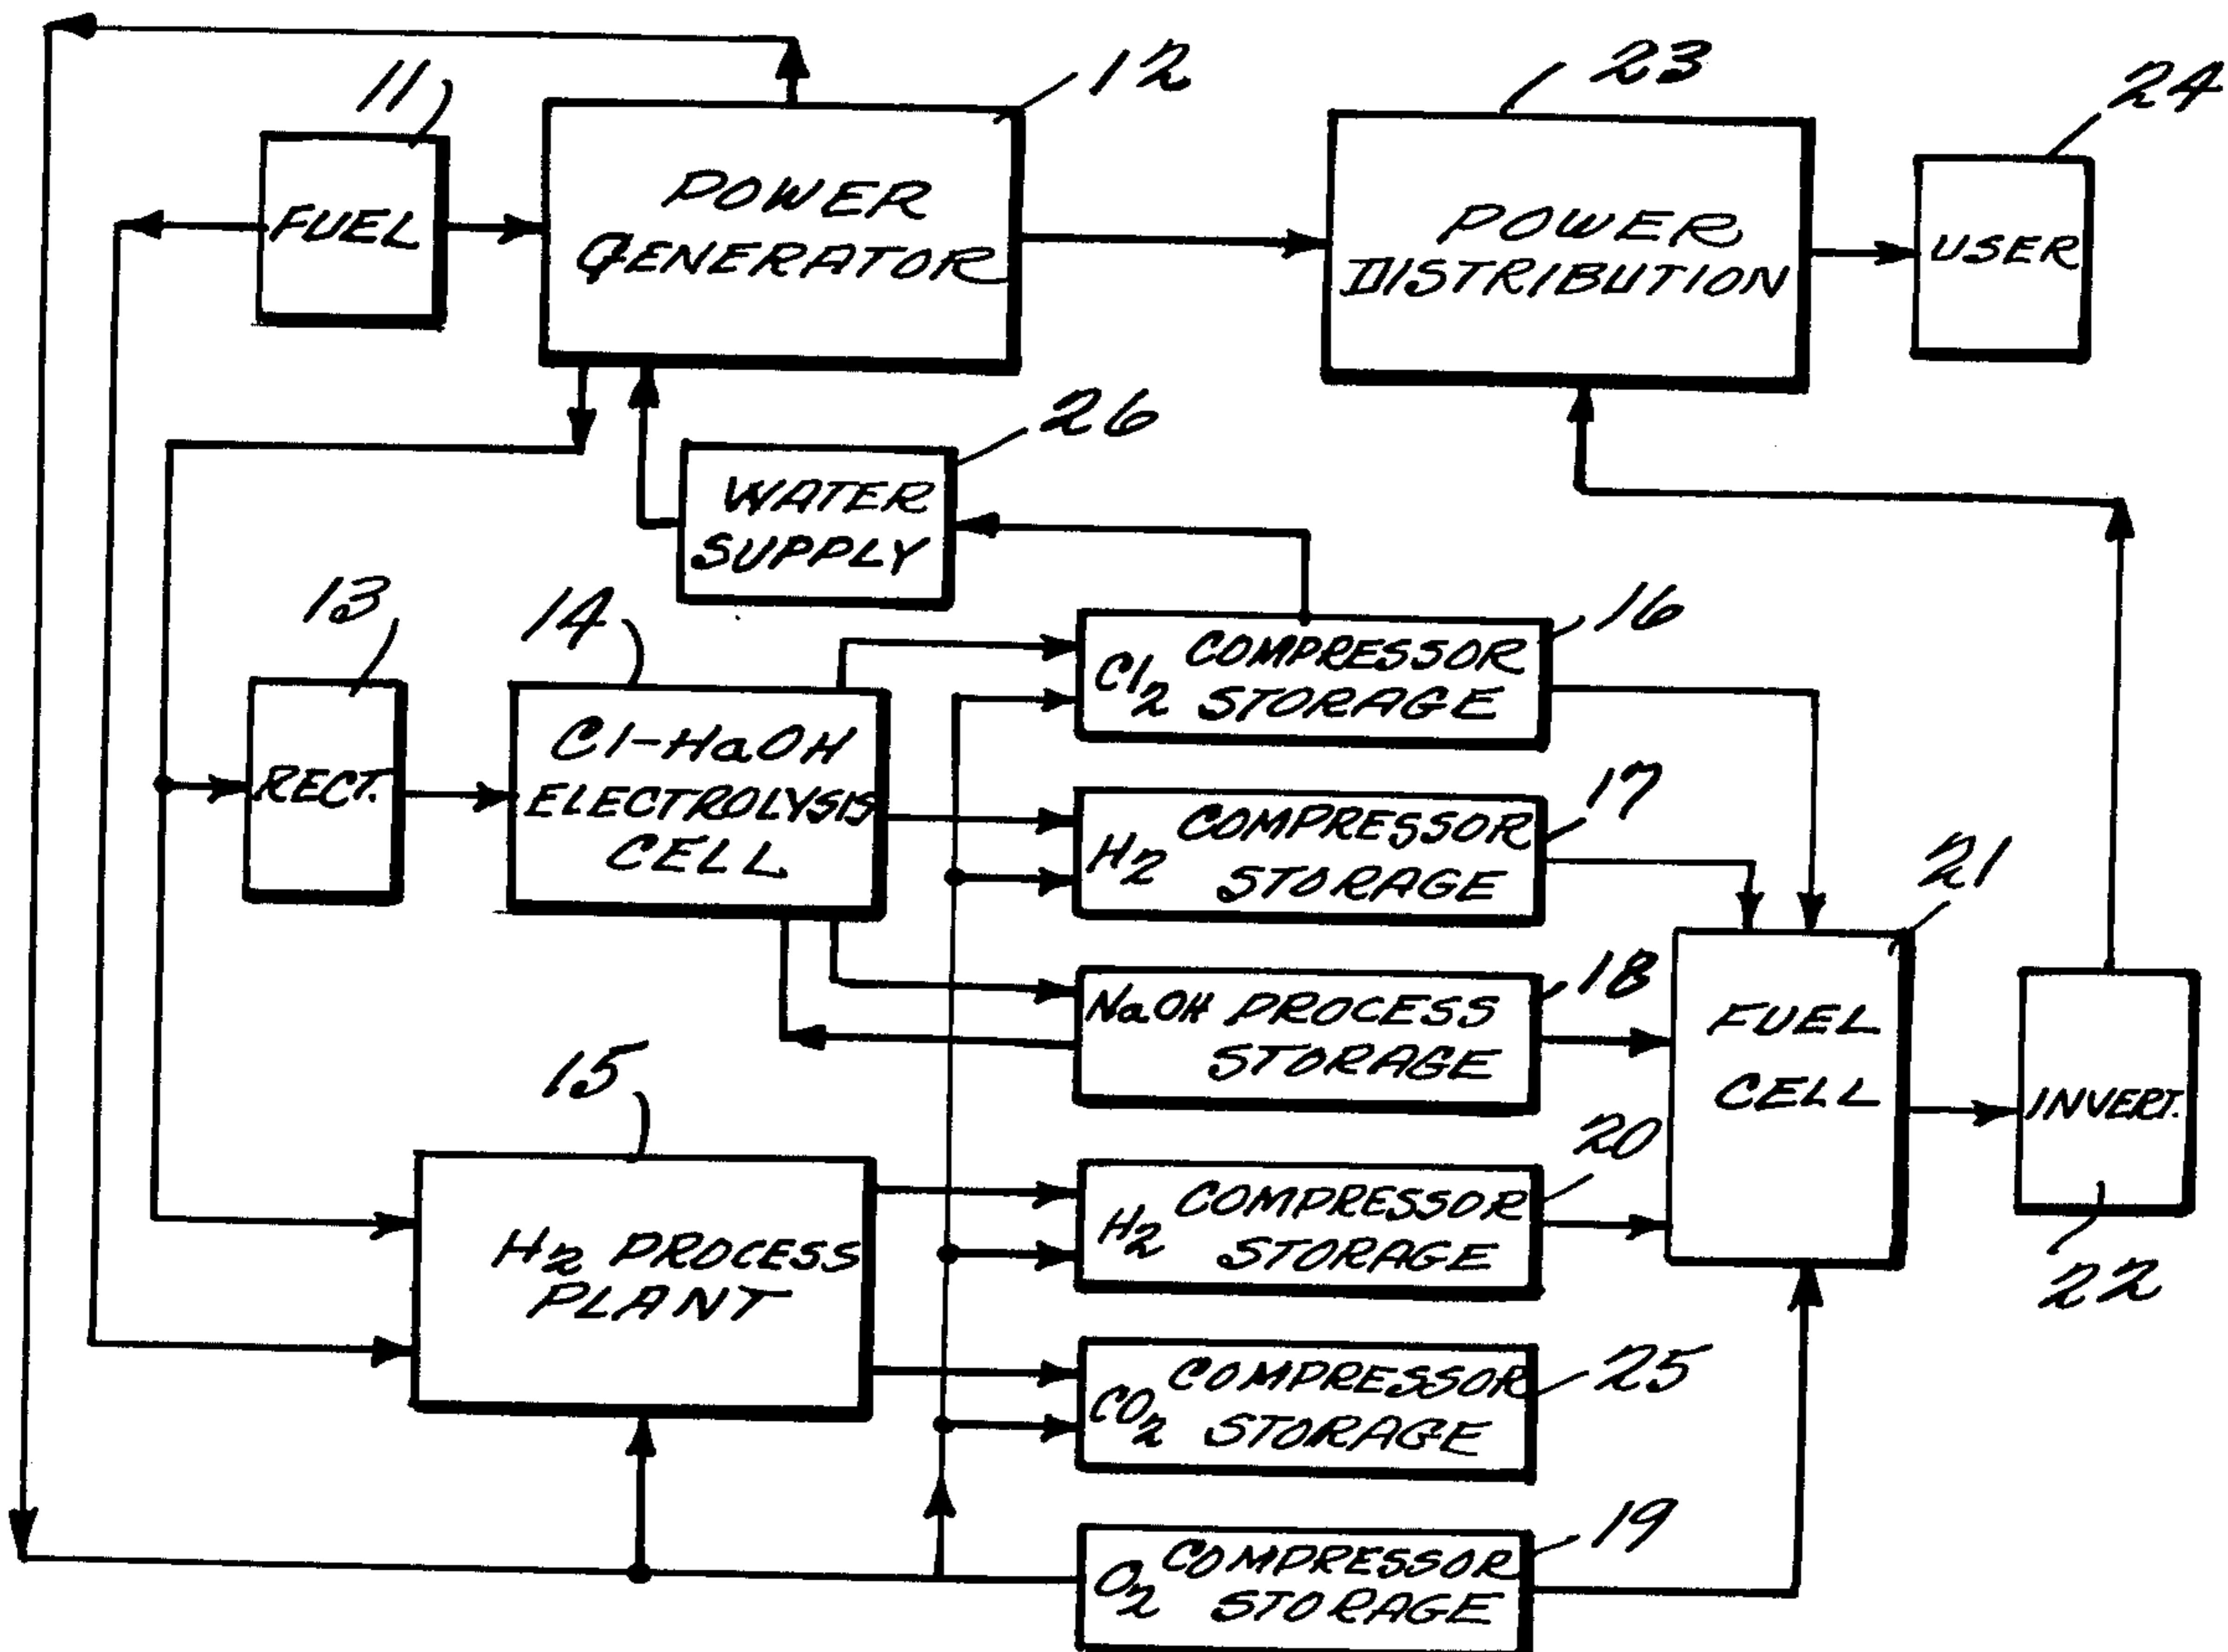 11
FUEL
12
POWER
GENERATOR
23
POWER
DISTRIBUTION
24
USER
26
WATER
SUPPLY
13
RECT.
14
Cl-HaOH
ELECTROLYSIS
CELL
16
Cl2 COMPRESSOR
STORAGE
17
H2 COMPRESSOR
STORAGE
18
NaOH PROCESS
STORAGE
21
FUEL
CELL
INVERT.
22
15
H2 PROCESS
PLANT
20
H2 COMPRESSOR
STORAGE
25
CO2 COMPRESSOR
STORAGE
19
O2 COMPRESSOR
STORAGE